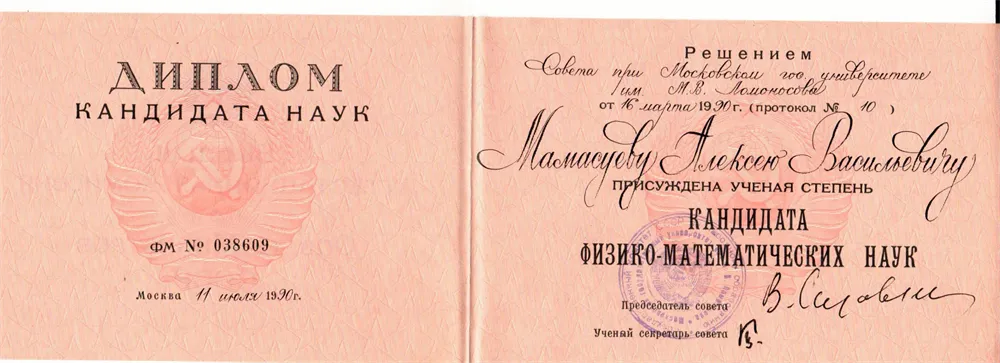 ДИПЛОМ
КАНДИДАТА НАУК
ФМ № 038609
Москва 11 июля 1990г.
Решением
Совета при Московском гос. университете
им. М.В. Ломоносова
от 16 марта 1990г. (протокол № 10 )
Мамасуеву Алексею Васильевичу
ПРИСУЖДЕНА УЧЕНАЯ СТЕПЕНЬ
КАНДИДАТА
ФИЗИКО-МАТЕМАТИЧЕСКИХ НАУК
Председатель совета
Ученый секретарь совета